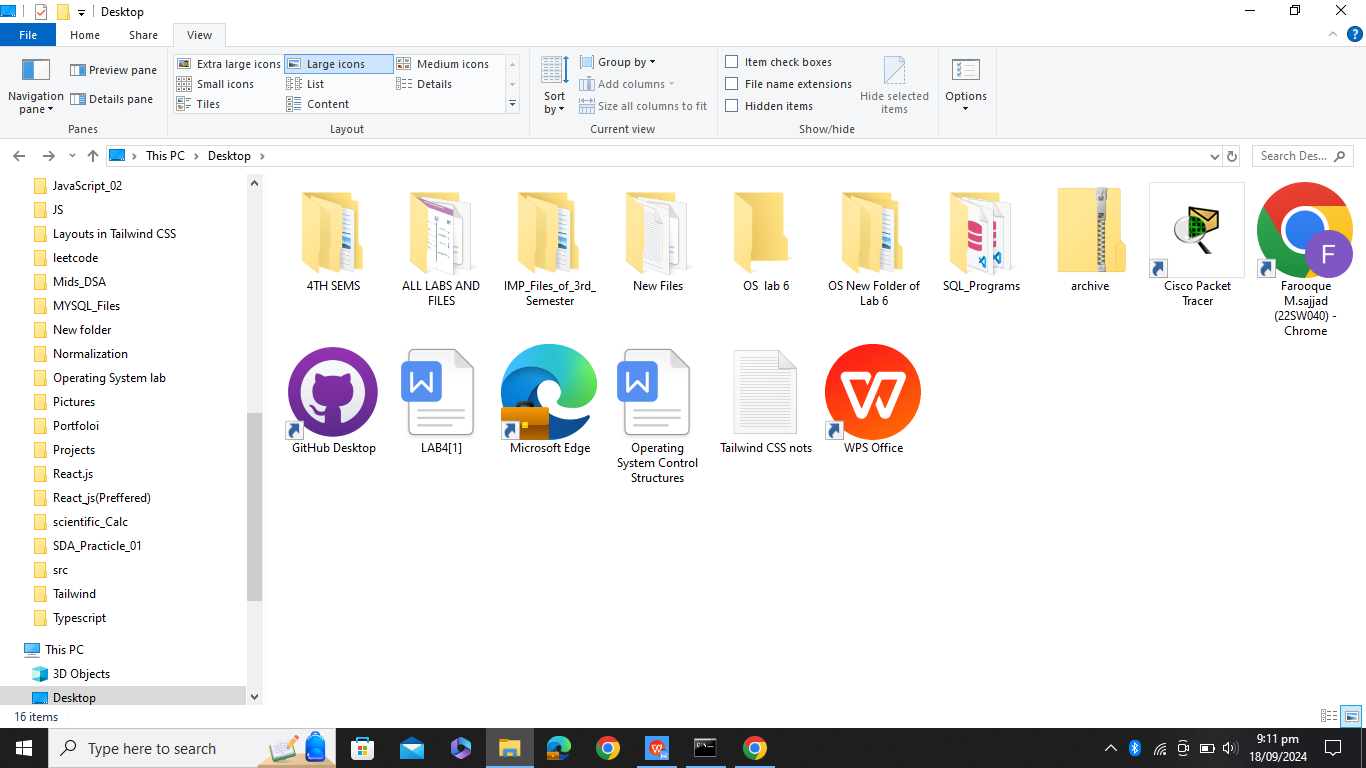 Desktop
File
Home
Share
View
?
Navigation
pane
Preview pane
Details pane
Panes
Extra large icons
Large icons
Medium icons
Small icons
List
Details
Tiles
Content
Layout
Sort
by
Group by
Add columns
Size all columns to fit
Current view
Item check boxes
File name extensions
Hidden items
Hide selected
items
Show/hide
Options
This PC
Desktop
Search Des...
JavaScript_02
JS
Layouts in Tailwind CSS
leetcode
Mids_DSA
MYSQL_Files
New folder
Normalization
Operating System lab
Pictures
Portfoloi
Projects
React.js
React_js(Preffered)
scientific_Calc
SDA_Practicle_01
src
Tailwind
Typescript
This PC
3D Objects
Desktop
4TH SEMS
ALL LABS AND
FILES
IMP_Files_of_3rd_
Semester
New Files
OS  lab 6
OS New Folder of
Lab 6
SQL_Programs
archive
Cisco Packet
Tracer
F
Farooque
M.sajjad
(22SW040) -
Chrome
GitHub Desktop
W
LAB4[1]
Microsoft Edge
W
Operating
System Control
Structures
Tailwind CSS nots
W
WPS Office
16 items
Type here to search
9:11 pm
18/09/2024